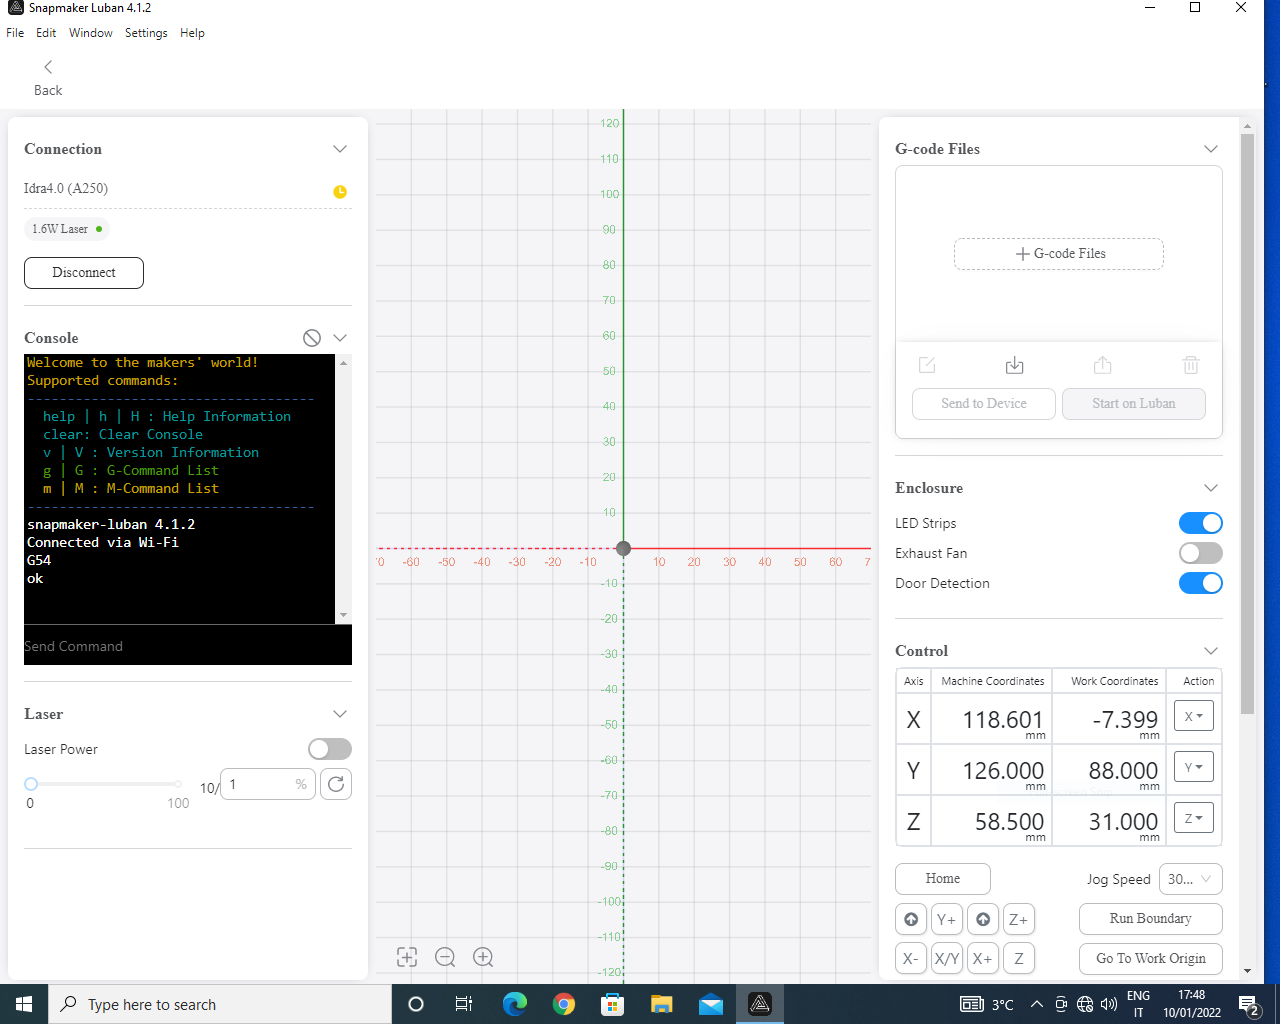 Snapmaker Luban 4.1.2
File Edit Window Settings Help
Back
Connection
Idra4.0 (A250)
1.6W Laser
Disconnect
Console
Welcome to the makers' world!
Supported commands:
------------------------------------
help | h | H : Help Information
clear: Clear Console
v | V : Version Information
g | G : G-Command List
m | M : M-Command List
------------------------------------
snapmaker-luban 4.1.2
Connected via Wi-Fi
G54
ok
Send Command
Laser
Laser Power
10/ 1 %
0 100
120
110
100
90
80
70
60
50
40
30
20
10
-60 -50 -40 -30 -20 -10 10 20 30 40 50 60 7
-10
-20
-30
-40
-50
-60
-70
-80
-90
-100
-110
-120
G-code Files
+ G-code Files
Send to Device Start on Luban
Enclosure
LED Strips
Exhaust Fan
Door Detection
Control
Axis Machine Coordinates Work Coordinates Action
X 118.601 mm -7.399 mm X
Y 126.000 mm 88.000 mm Y
Z 58.500 mm 31.000 mm Z
Home Jog Speed 30...
Y+ Z+ Run Boundary
X- X/Y X+ Z Go To Work Origin
Type here to search
3°C
ENG
IT
17:48
10/01/2022
2